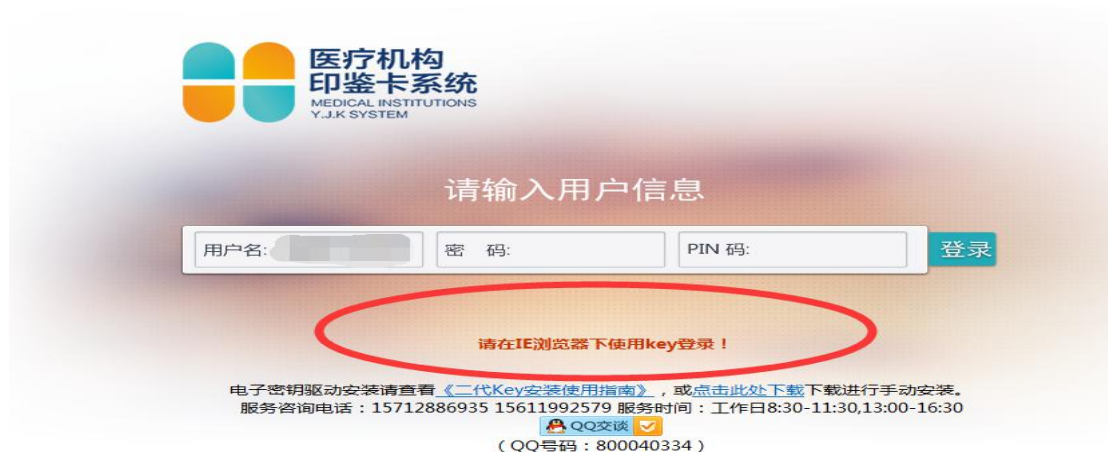 医疗机构
印鉴卡系统
MEDICAL INSTITUTIONS
Y.J.K SYSTEM
请输入用户信息
用户名: 密 码: PIN 码: 登录
请在IE浏览器下使用key登录！
电子密钥驱动安装请查看《二代Key安装使用指南》，或点击此处下载下载进行手动安装。
服务咨询电话：15712886935 15611992579 服务时间：工作日8:30-11:30,13:00-16:30
QQ交谈
（QQ号码：800040334）